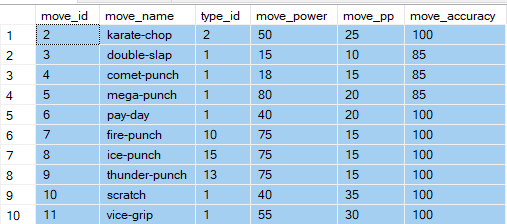 move_id move_name type_id move_power move_pp move_accuracy
1 2 karate-chop 2 50 25 100
2 3 double-slap 1 15 10 85
3 4 comet-punch 1 18 15 85
4 5 mega-punch 1 80 20 85
5 6 pay-day 1 40 20 100
6 7 fire-punch 10 75 15 100
7 8 ice-punch 15 75 15 100
8 9 thunder-punch 13 75 15 100
9 10 scratch 1 40 35 100
10 11 vice-grip 1 55 30 100